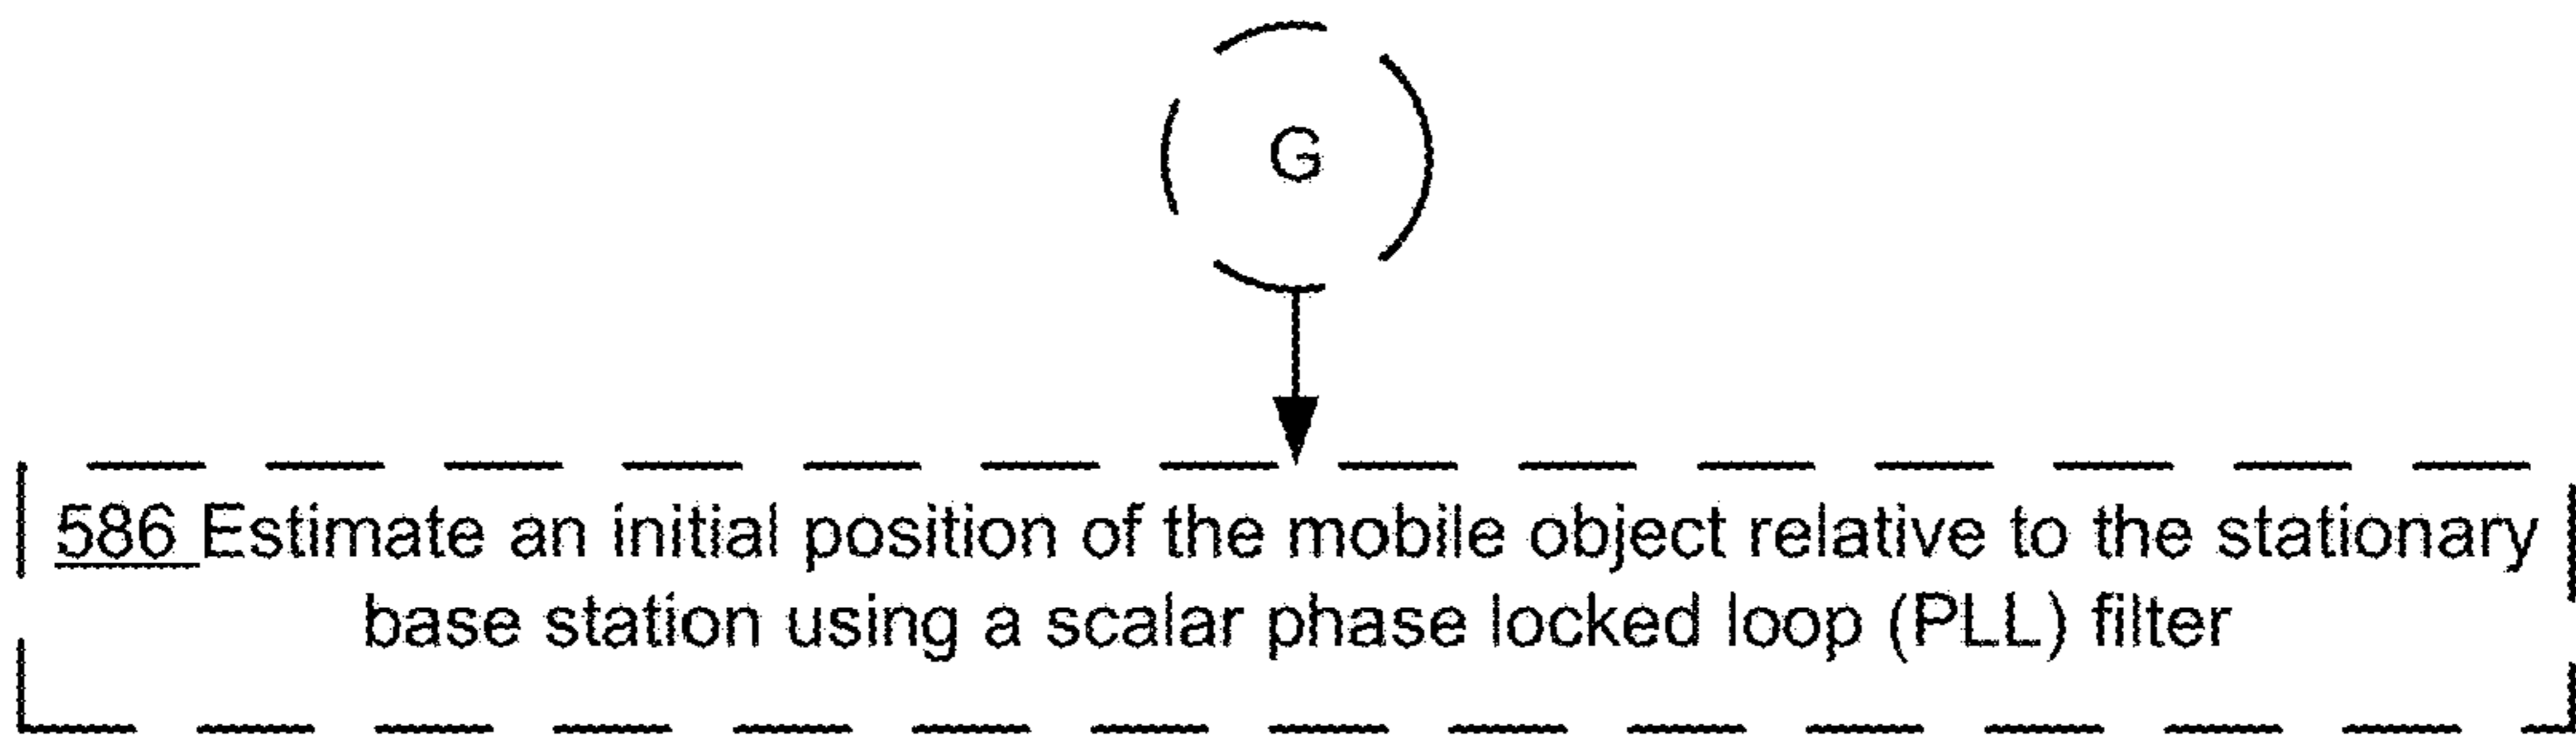 G
586 Estimate an initial position of the mobile object relative to the stationary
base station using a scalar phase locked loop (PLL) filter